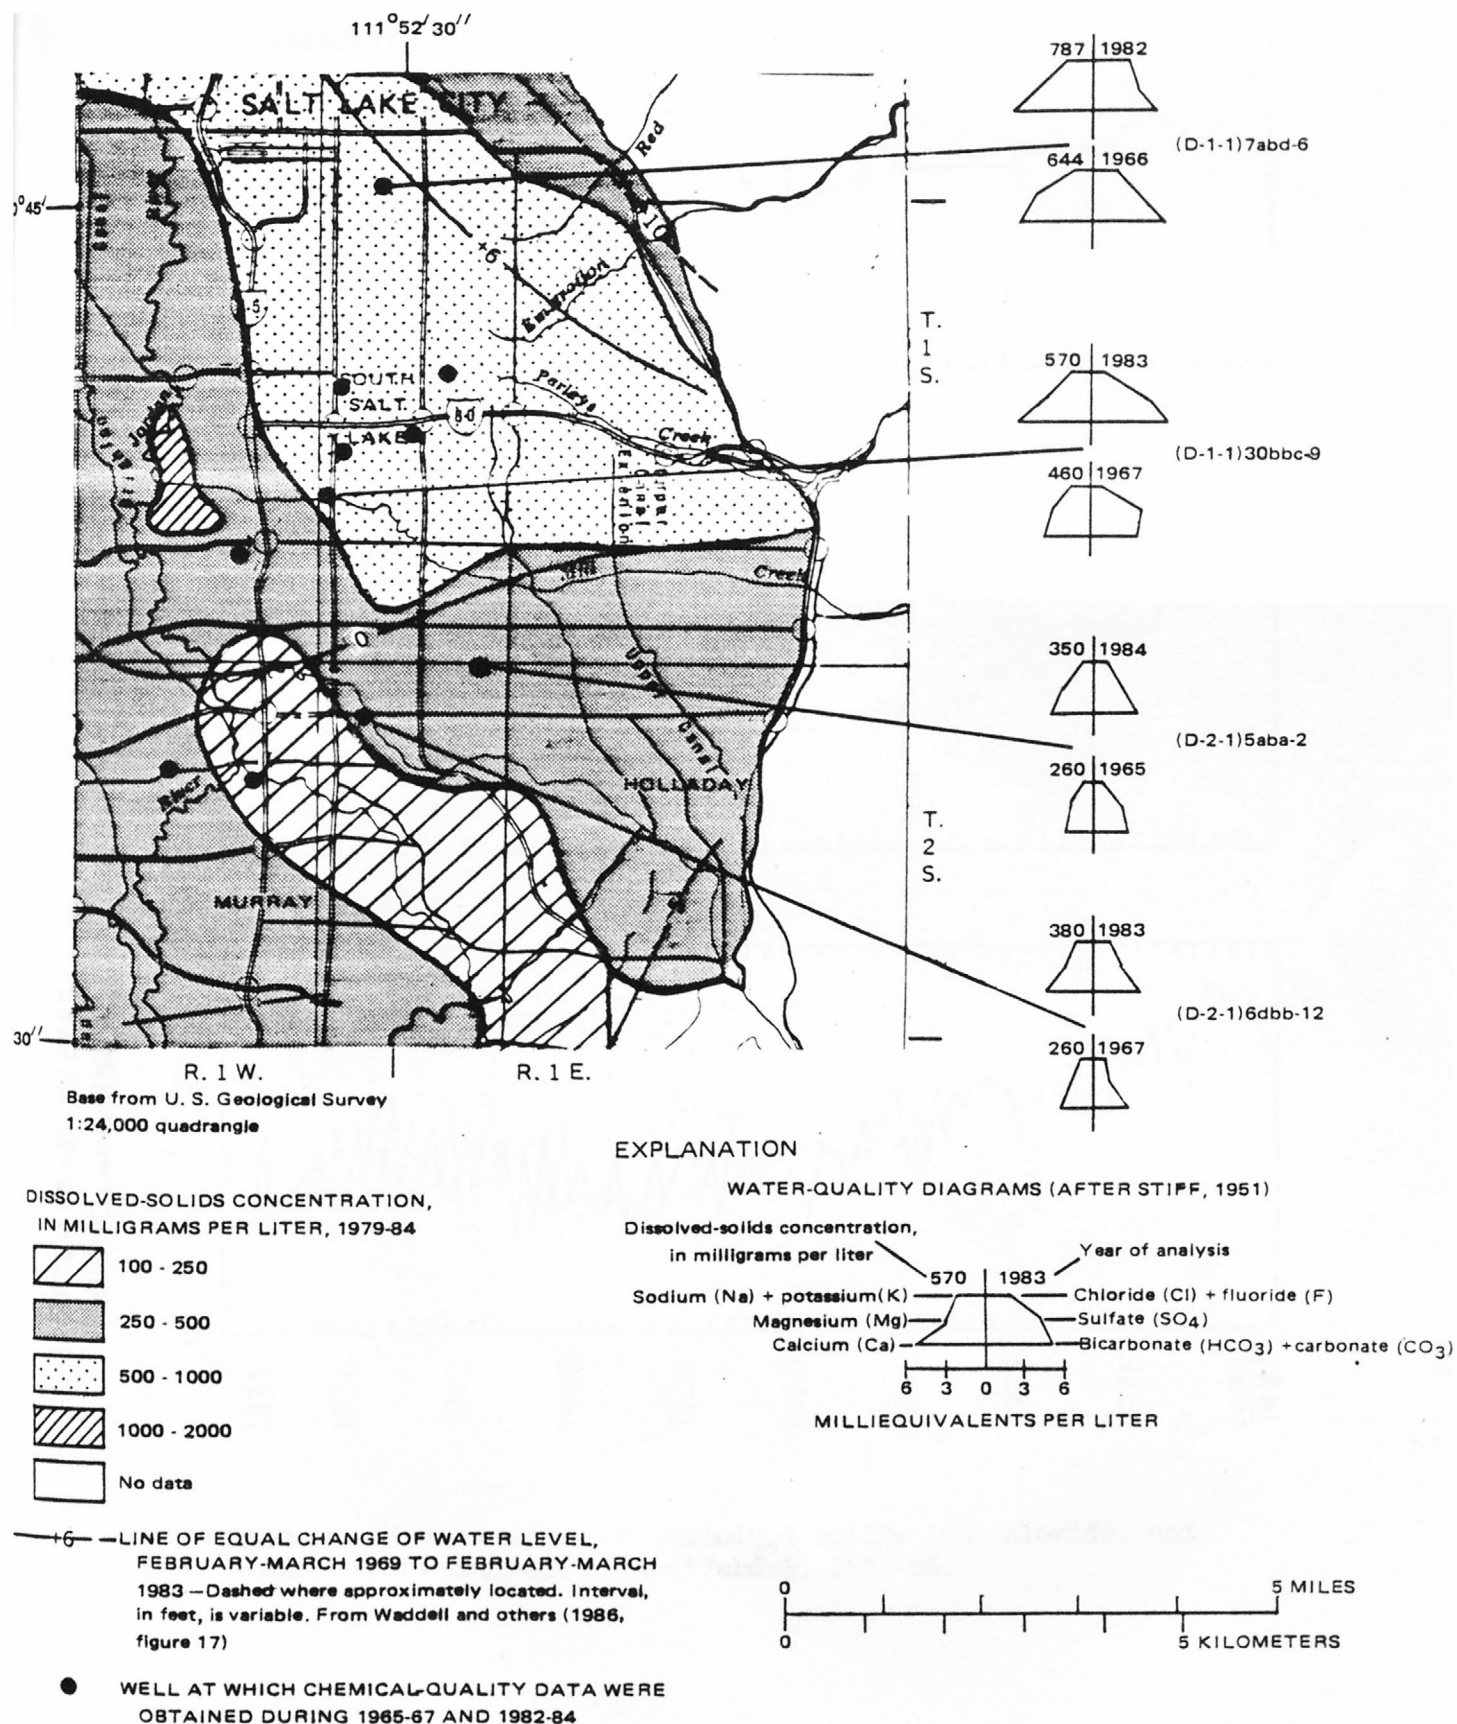 111°52'30"
787 1982
SALT LAKE CITY
Red
(D-1-1)7abd-6
644 1966
0°45'
10
+6
Emigration
15
T.
1
S.
570 1983
SOUTH
SALT
LAKE
80
Parleys
Creek
Jordan
(D-1-1)30bbc-9
460 1967
Extension
Canal
Upper
Mill
Creek
0
350 1984
Upper
Canal
(D-2-1)5aba-2
260 1965
River
HOLLADAY
T.
2
S.
MURRAY
380 1983
(D-2-1)6dbb-12
30"
260 1967
R. 1 W.
R. 1 E.
Base from U. S. Geological Survey
1:24,000 quadrangle
EXPLANATION
DISSOLVED-SOLIDS CONCENTRATION,
IN MILLIGRAMS PER LITER, 1979-84
100 - 250
250 - 500
500 - 1000
1000 - 2000
No data
+6 LINE OF EQUAL CHANGE OF WATER LEVEL,
FEBRUARY-MARCH 1969 TO FEBRUARY-MARCH
1983—Dashed where approximately located. Interval,
in feet, is variable. From Waddell and others (1986,
figure 17)
WELL AT WHICH CHEMICAL-QUALITY DATA WERE
OBTAINED DURING 1965-67 AND 1982-84
WATER-QUALITY DIAGRAMS (AFTER STIFF, 1951)
Dissolved-solids concentration,
in milligrams per liter
Year of analysis
570 1983
Sodium (Na) + potassium(K)
Chloride (Cl) + fluoride (F)
Magnesium (Mg)
Sulfate (SO4)
Calcium (Ca)
Bicarbonate (HCO3) +carbonate (CO3)
6 3 0 3 6
MILLIEQUIVALENTS PER LITER
0 5 MILES
0 5 KILOMETERS